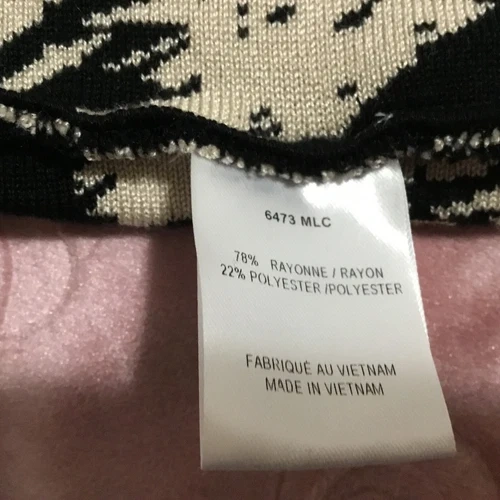 6473 MLC
78% RAYONNE / RAYON
22% POLYESTER /POLYESTER
FABRIQUÉ AU VIETNAM
MADE IN VIETNAM